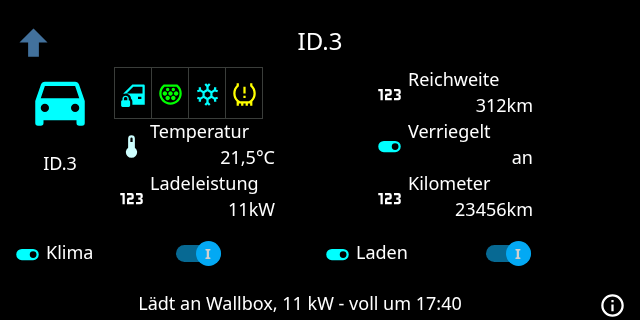 ID.3
ID.3
Temperatur
21,5°C
Ladeleistung
11kW
Reichweite
312km
Verriegelt
an
Kilometer
23456km
Klima
Laden
Lädt an Wallbox, 11 kW - voll um 17:40